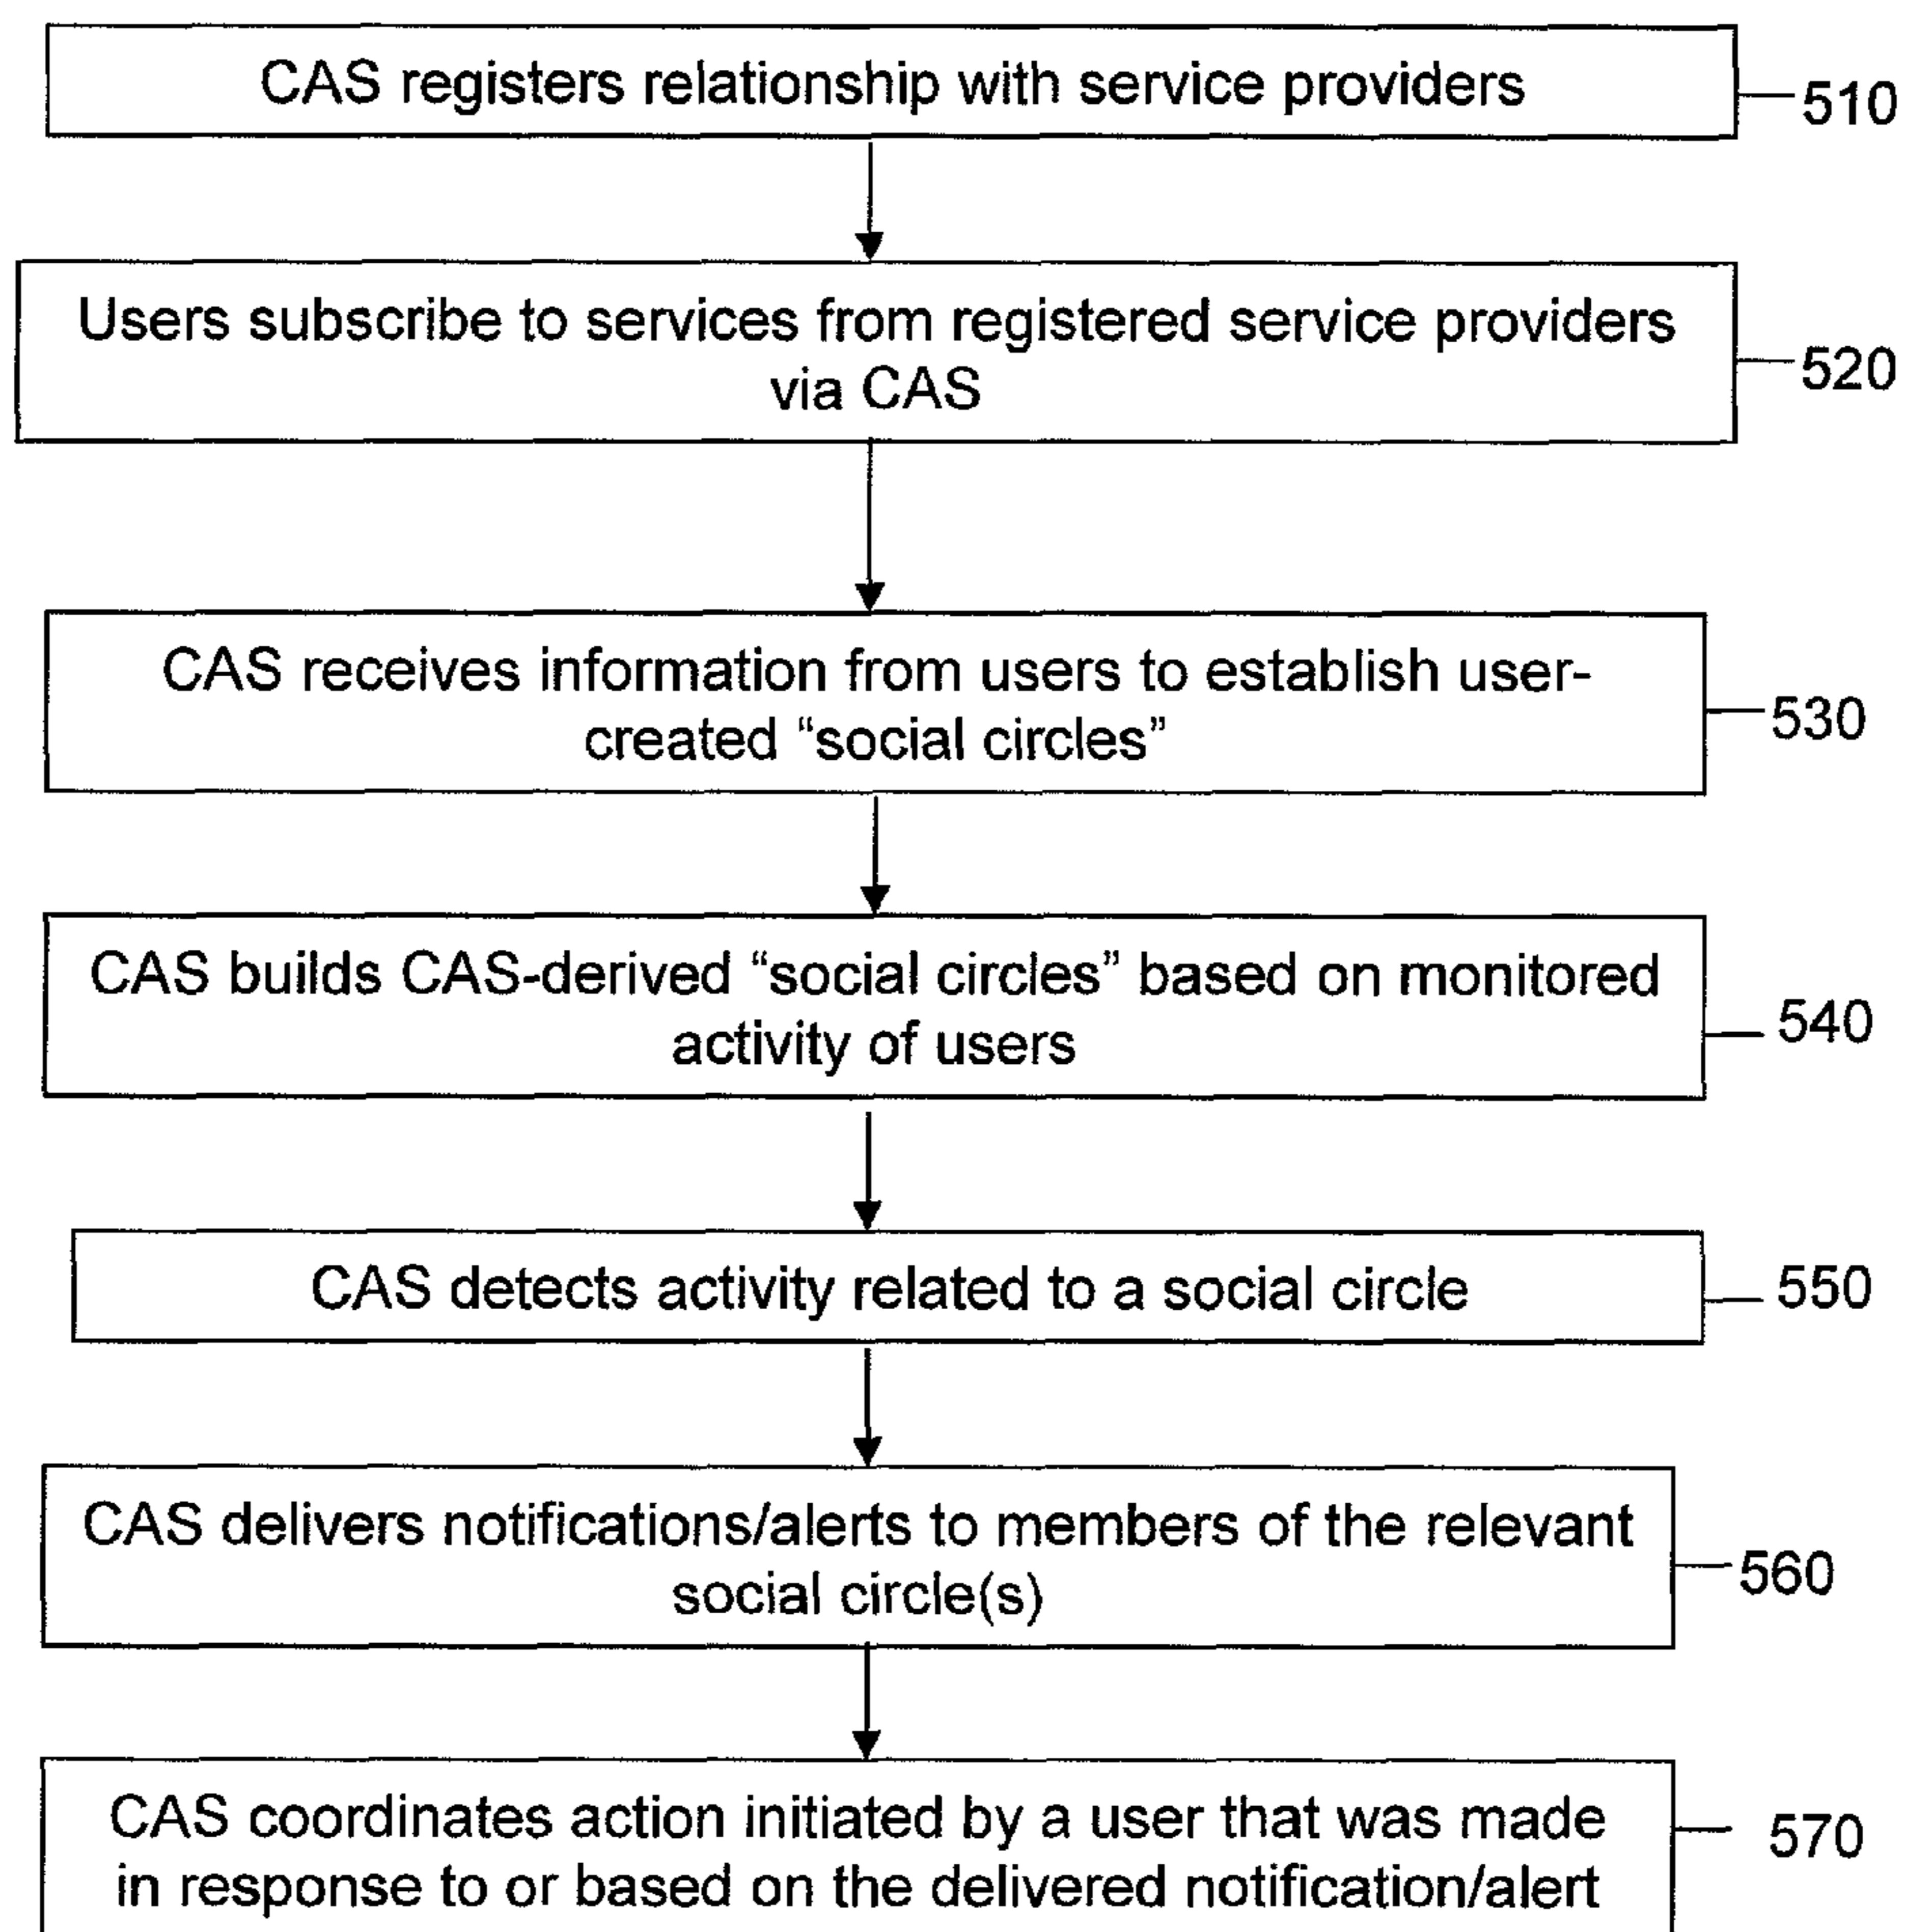 CAS registers relationship with service providers
510
Users subscribe to services from registered service providers
via CAS
520
CAS receives information from users to establish user-
created “social circles”
530
CAS builds CAS-derived “social circles” based on monitored
activity of users
540
CAS detects activity related to a social circle
550
CAS delivers notifications/alerts to members of the relevant
social circle(s)
560
CAS coordinates action initiated by a user that was made
in response to or based on the delivered notification/alert
570